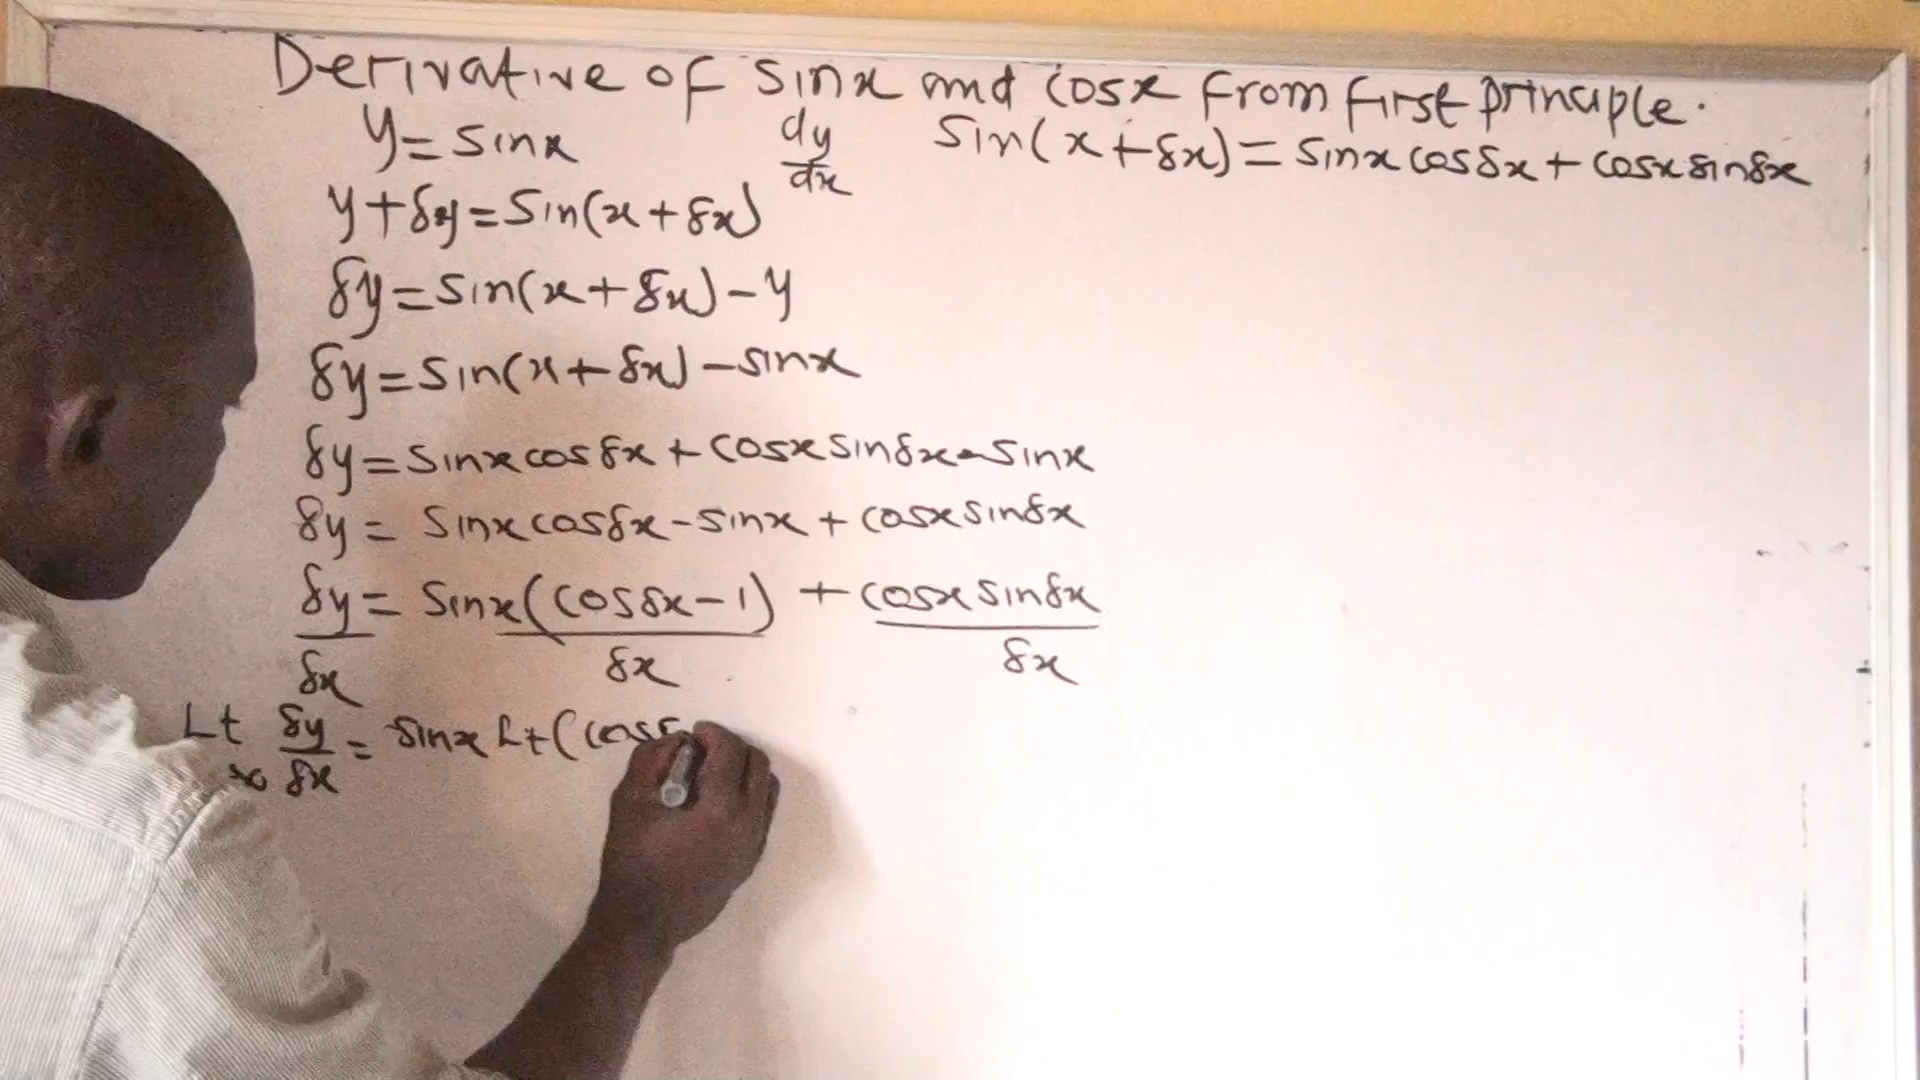 Derivative of sinx and cosx from first principle.
y = sinx
dy/dx
sin(x+δx) = sinx cosδx + cosx sinδx
y+δy = sin(x+δx)
δy = sin(x+δx) - y
δy = sin(x+δx) - sinx
δy = sinx cosδx + cosx sinδx - sinx
δy = sinx cosδx - sinx + cosx sinδx
δy/δx = sinx(cosδx-1)/δx + cosx sinδx/δx
Lt δy/δx = sinx Lt (cosδ